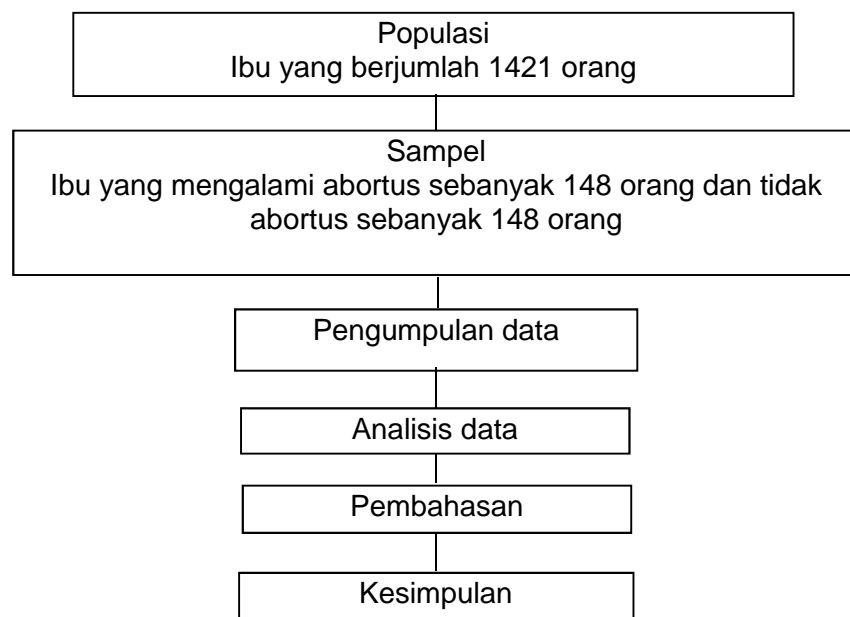 Populasi
Ibu yang berjumlah 1421 orang
Sampel
Ibu yang mengalami abortus sebanyak 148 orang dan tidak
abortus sebanyak 148 orang
Pengumpulan data
Analisis data
Pembahasan
Kesimpulan